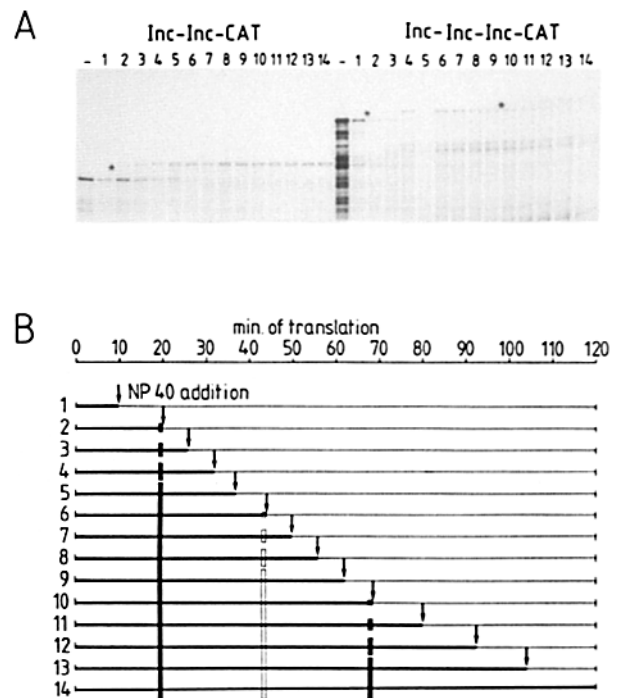 A
Inc-Inc-CAT
Inc-Inc-Inc-CAT
- 1 2 3 4 5 6 7 8 9 10 11 12 13 14
- 1 2 3 4 5 6 7 8 9 10 11 12 13 14
B
min. of translation
0 10 20 30 40 50 60 70 80 90 100 110 120
NP 40 addition
1
2
3
4
5
6
7
8
9
10
11
12
13
14